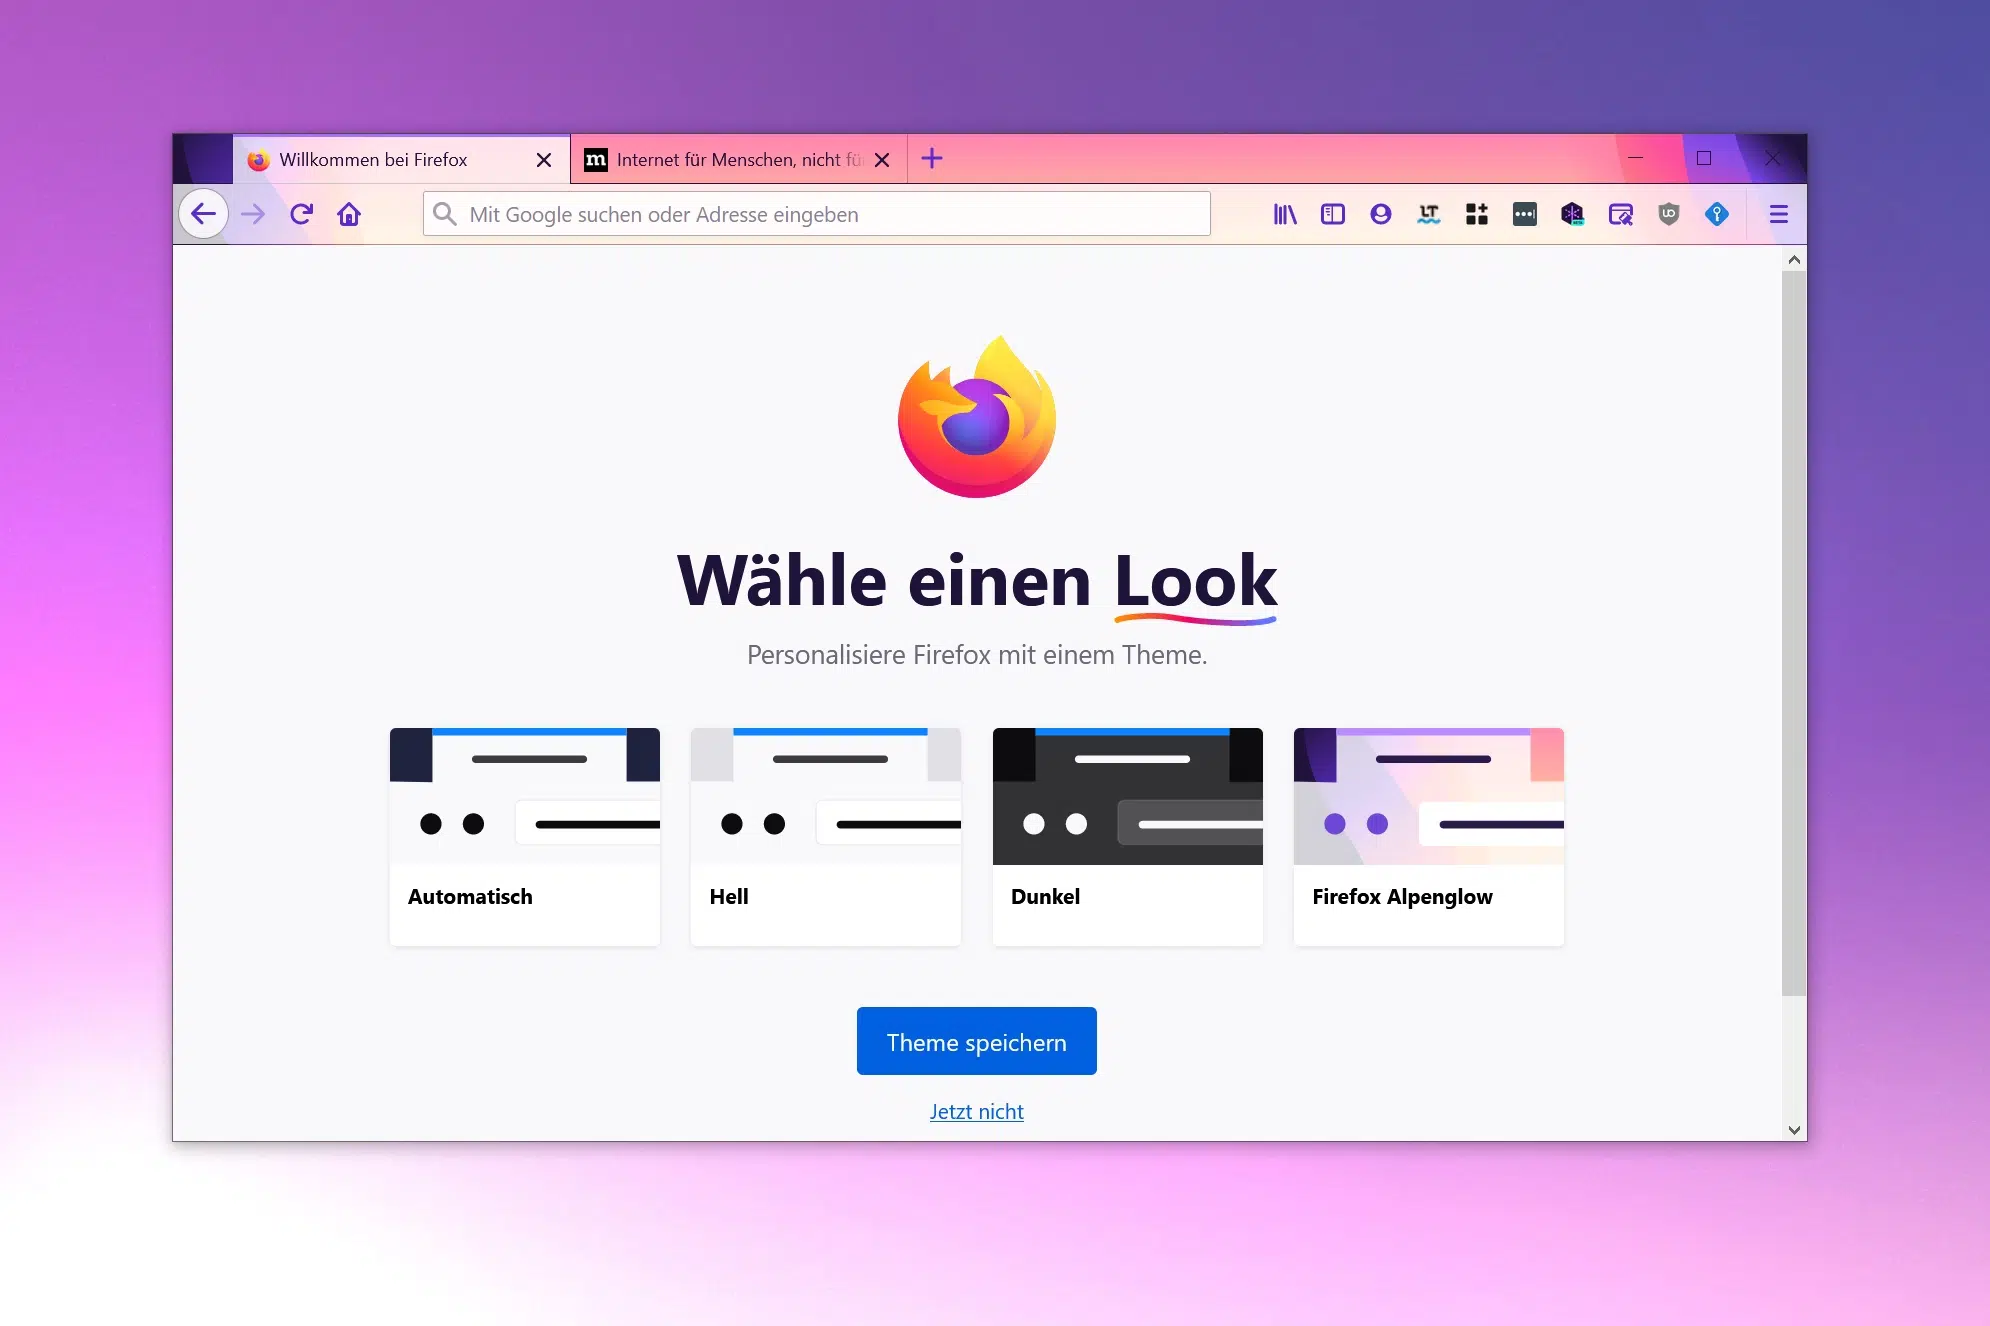 Willkommen bei Firefox
Internet für Menschen, nicht fü
Mit Google suchen oder Adresse eingeben
Wähle einen Look
Personalisiere Firefox mit einem Theme.
Automatisch
Hell
Dunkel
Firefox Alpenglow
Theme speichern
Jetzt nicht